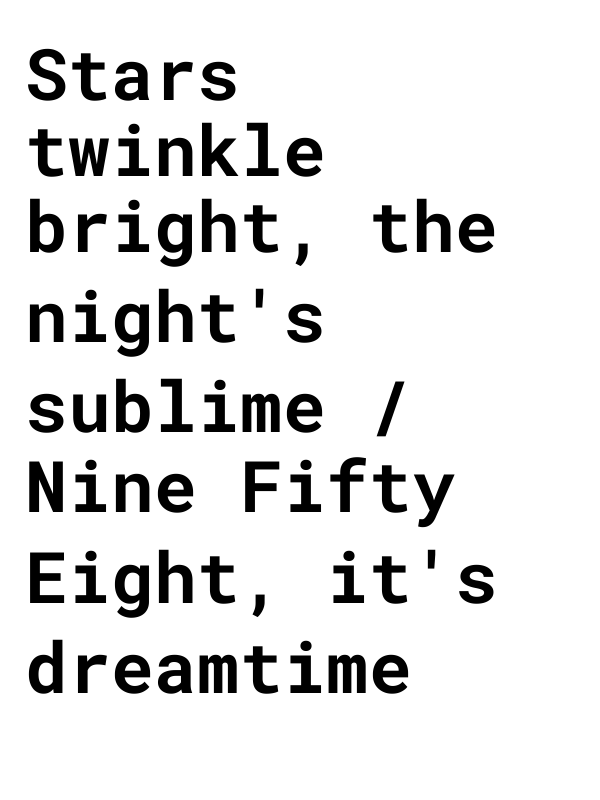 Stars
twinkle
bright, the
night's
sublime /
Nine Fifty
Eight, it's
dreamtime